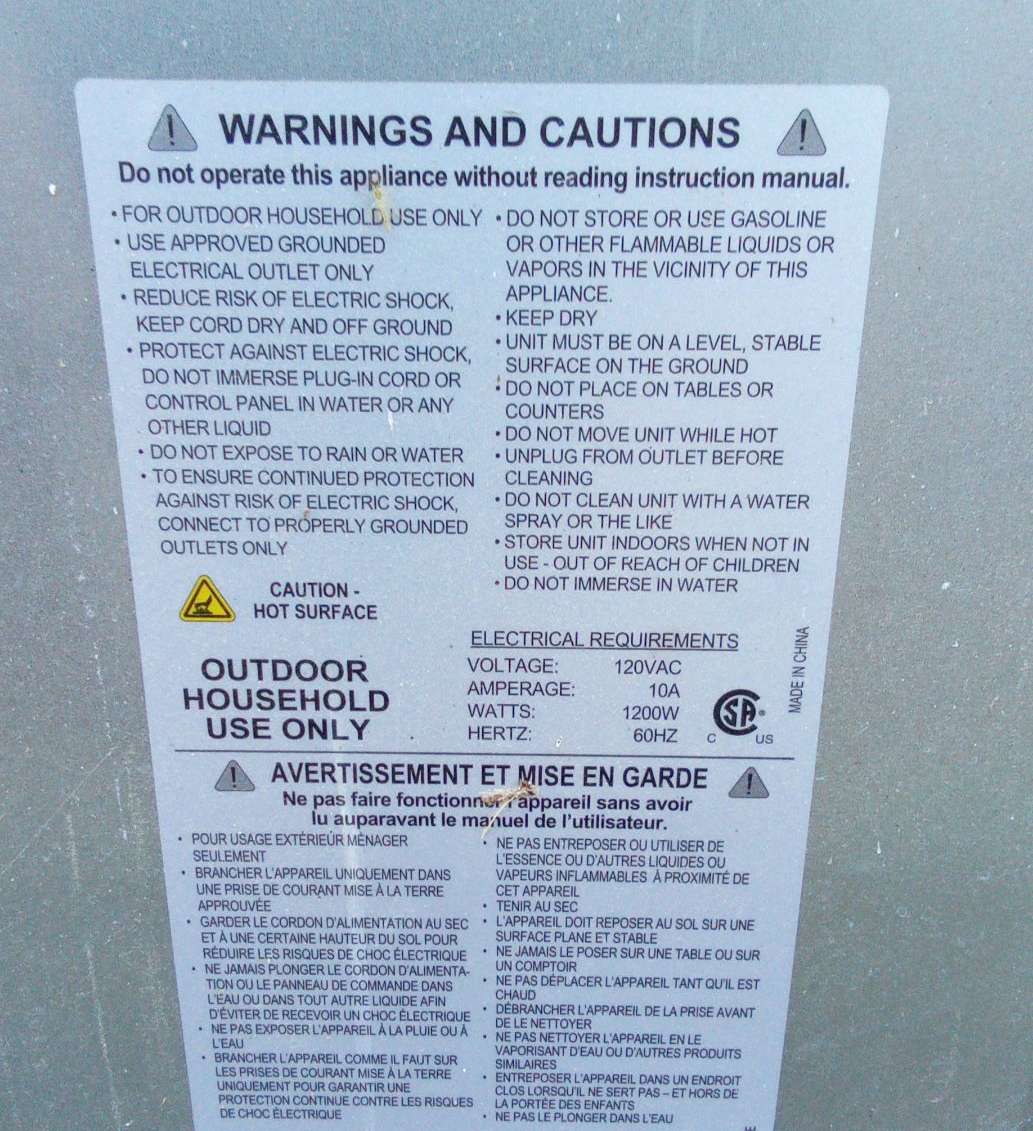 WARNINGS AND CAUTIONS
Do not operate this appliance without reading instruction manual.
• FOR OUTDOOR HOUSEHOLD USE ONLY
• USE APPROVED GROUNDED
ELECTRICAL OUTLET ONLY
• REDUCE RISK OF ELECTRIC SHOCK,
KEEP CORD DRY AND OFF GROUND
• PROTECT AGAINST ELECTRIC SHOCK,
DO NOT IMMERSE PLUG-IN CORD OR
CONTROL PANEL IN WATER OR ANY
OTHER LIQUID
• DO NOT EXPOSE TO RAIN OR WATER
• TO ENSURE CONTINUED PROTECTION
AGAINST RISK OF ELECTRIC SHOCK,
CONNECT TO PROPERLY GROUNDED
OUTLETS ONLY
• DO NOT STORE OR USE GASOLINE
OR OTHER FLAMMABLE LIQUIDS OR
VAPORS IN THE VICINITY OF THIS
APPLIANCE.
• KEEP DRY
• UNIT MUST BE ON A LEVEL, STABLE
SURFACE ON THE GROUND
• DO NOT PLACE ON TABLES OR
COUNTERS
• DO NOT MOVE UNIT WHILE HOT
• UNPLUG FROM OUTLET BEFORE
CLEANING
• DO NOT CLEAN UNIT WITH A WATER
SPRAY OR THE LIKE
• STORE UNIT INDOORS WHEN NOT IN
USE - OUT OF REACH OF CHILDREN
• DO NOT IMMERSE IN WATER
CAUTION -
HOT SURFACE
OUTDOOR
HOUSEHOLD
USE ONLY
ELECTRICAL REQUIREMENTS
VOLTAGE: 120VAC
AMPERAGE: 10A
WATTS: 1200W
HERTZ: 60HZ
C SA® US
MADE IN CHINA
AVERTISSEMENT ET MISE EN GARDE
Ne pas faire fonctionner l'appareil sans avoir
lu auparavant le manuel de l'utilisateur.
• POUR USAGE EXTÉRIEUR MÉNAGER
SEULEMENT
• BRANCHER L'APPAREIL UNIQUEMENT DANS
UNE PRISE DE COURANT MISE À LA TERRE
APPROUVÉE
• GARDER LE CORDON D'ALIMENTATION AU SEC
ET À UNE CERTAINE HAUTEUR DU SOL POUR
RÉDUIRE LES RISQUES DE CHOC ÉLECTRIQUE
• NE JAMAIS PLONGER LE CORDON D'ALIMENTA-
TION OU LE PANNEAU DE COMMANDE DANS
L'EAU OU DANS TOUT AUTRE LIQUIDE AFIN
D'ÉVITER DE RECEVOIR UN CHOC ÉLECTRIQUE
• NE PAS EXPOSER L'APPAREIL À LA PLUIE OU À
L'EAU
• BRANCHER L'APPAREIL COMME IL FAUT SUR
LES PRISES DE COURANT MISE À LA TERRE
UNIQUEMENT POUR GARANTIR UNE
PROTECTION CONTINUE CONTRE LES RISQUES
DE CHOC ÉLECTRIQUE
• NE PAS ENTREPOSER OU UTILISER DE
L'ESSENCE OU D'AUTRES LIQUIDES OU
VAPEURS INFLAMMABLES À PROXIMITÉ DE
CET APPAREIL
• TENIR AU SEC
• L'APPAREIL DOIT REPOSER AU SOL SUR UNE
SURFACE PLANE ET STABLE
• NE JAMAIS LE POSER SUR UNE TABLE OU SUR
UN COMPTOIR
• NE PAS DÉPLACER L'APPAREIL TANT QU'IL EST
CHAUD
• DÉBRANCHER L'APPAREIL DE LA PRISE AVANT
DE LE NETTOYER
• NE PAS NETTOYER L'APPAREIL EN LE
VAPORISANT D'EAU OU D'AUTRES PRODUITS
SIMILAIRES
• ENTREPOSER L'APPAREIL DANS UN ENDROIT
CLOS LORSQU'IL NE SERT PAS – ET HORS DE
LA PORTÉE DES ENFANTS
• NE PAS LE PLONGER DANS L'EAU